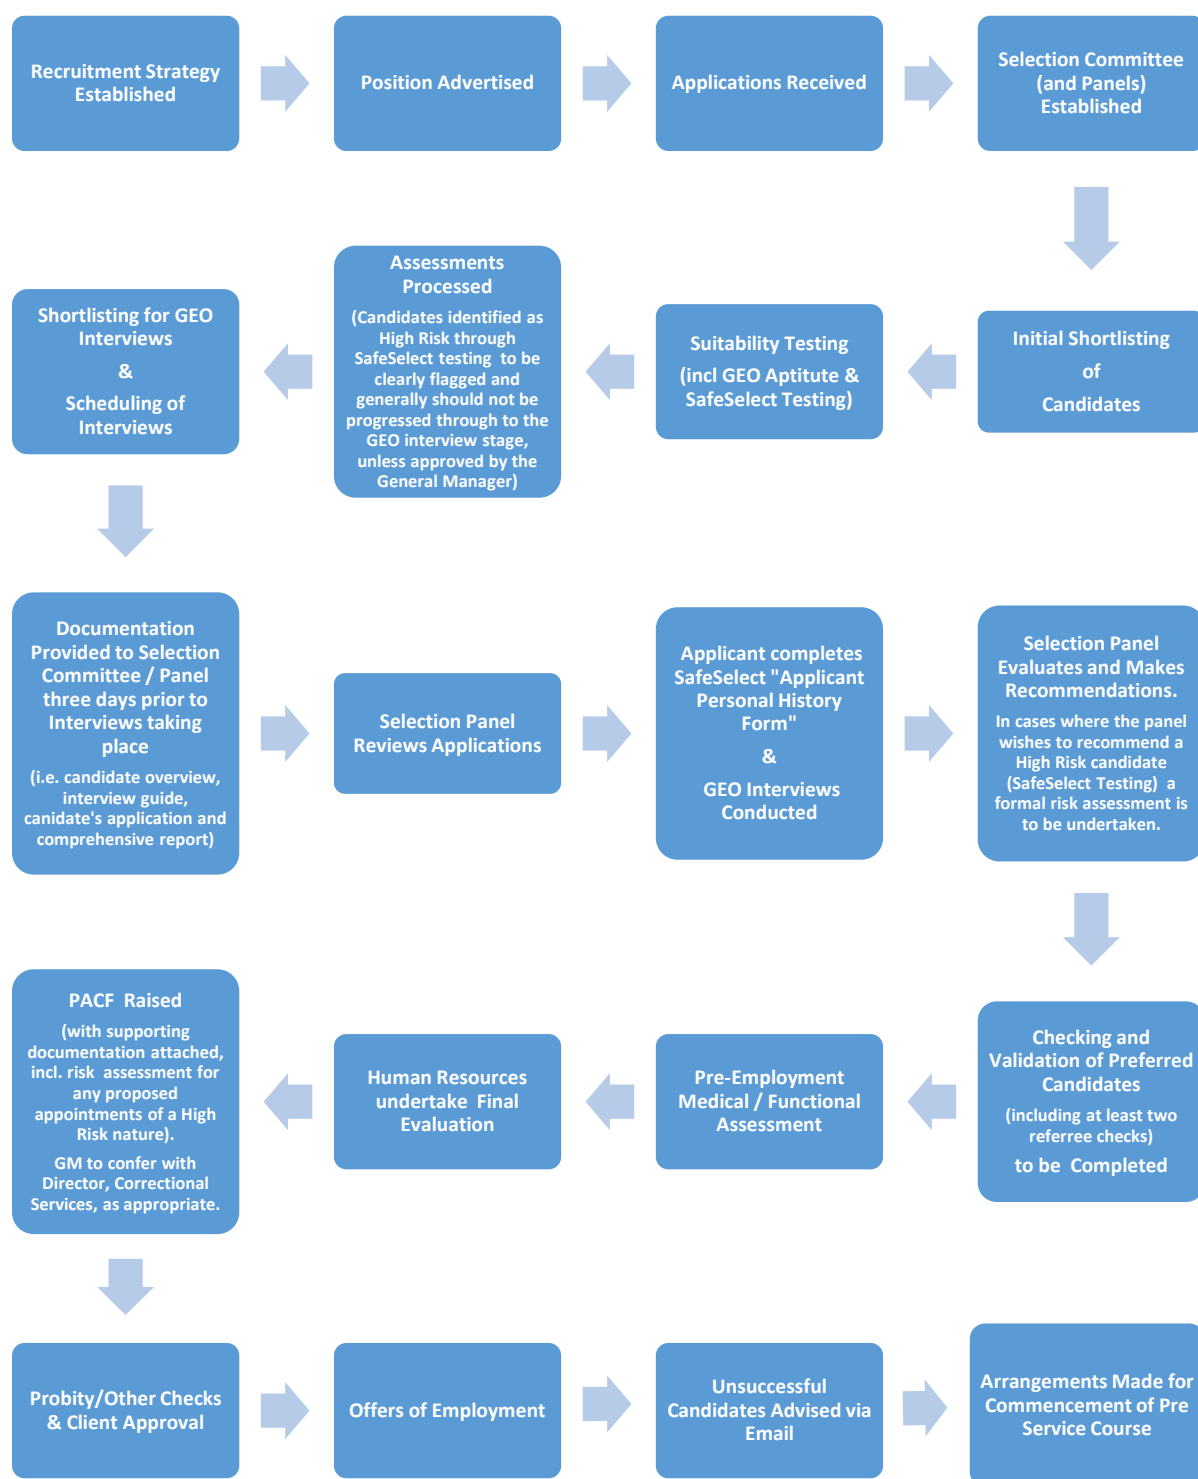 Recruitment Strategy
Established
Position Advertised
Applications Received
Selection Committee
(and Panels)
Established
Initial Shortlisting
of
Candidates
Suitability Testing
(incl GEO Aptitute &
SafeSelect Testing)
Assessments
Processed
(Candidates identified as
High Risk through
SafeSelect testing to be
clearly flagged and
generally should not be
progressed through to the
GEO interview stage,
unless approved by the
General Manager)
Shortlisting for GEO
Interviews
&
Scheduling of
Interviews
Documentation
Provided to Selection
Committee / Panel
three days prior to
Interviews taking
place
(i.e. candidate overview,
interview guide,
canidate's application and
comprehensive report)
Selection Panel
Reviews Applications
Applicant completes
SafeSelect "Applicant
Personal History
Form"
&
GEO Interviews
Conducted
Selection Panel
Evaluates and Makes
Recommendations.
In cases where the panel
wishes to recommend a
High Risk candidate
(SafeSelect Testing) a
formal risk assessment is
to be undertaken.
Checking and
Validation of Preferred
Candidates
(including at least two
referree checks)
to be Completed
Pre-Employment
Medical / Functional
Assessment
Human Resources
undertake Final
Evaluation
PACF Raised
(with supporting
documentation attached,
incl. risk assessment for
any proposed
appointments of a High
Risk nature).
GM to confer with
Director, Correctional
Services, as appropriate.
Probity/Other Checks
& Client Approval
Offers of Employment
Unsuccessful
Candidates Advised via
Email
Arrangements Made for
Commencement of Pre
Service Course